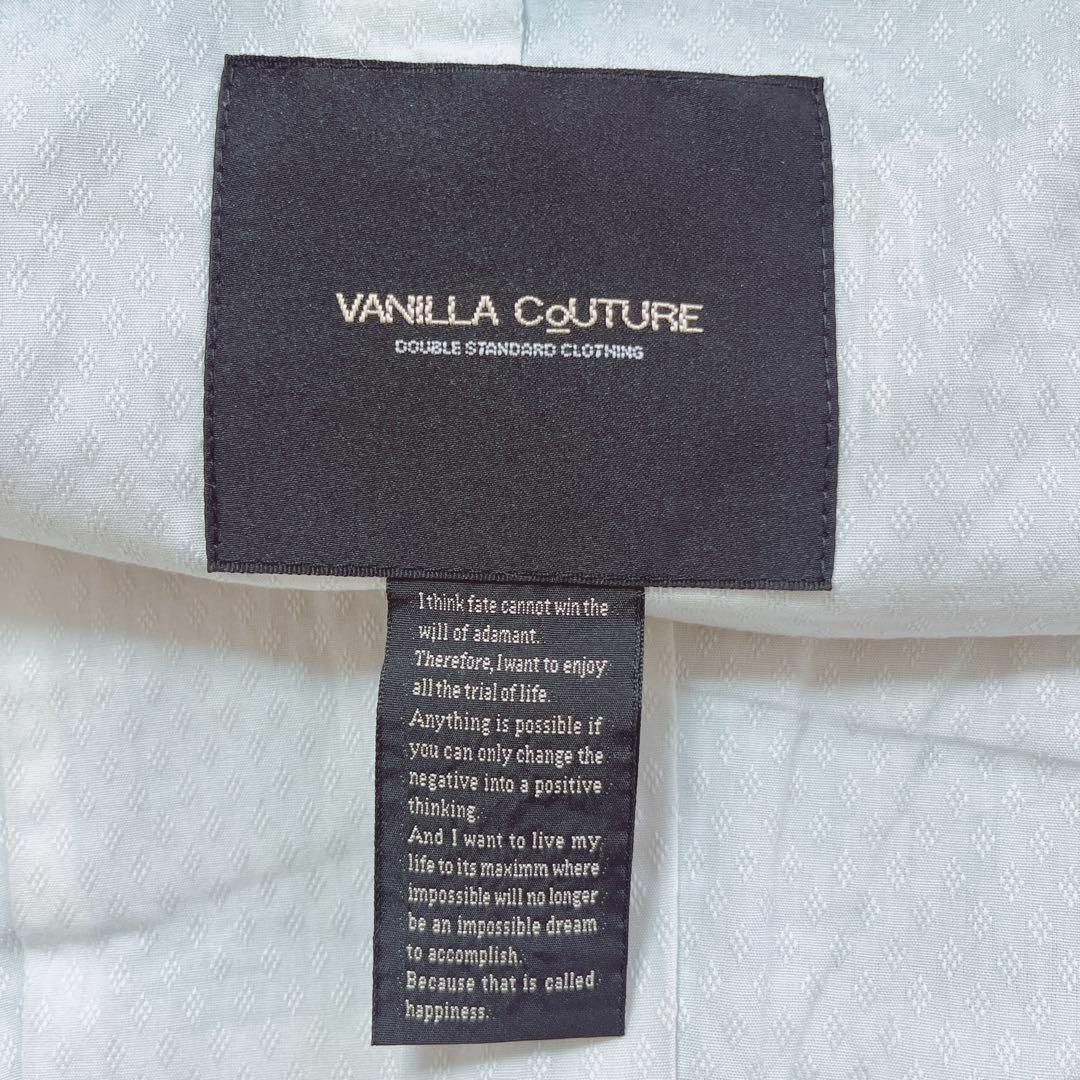 VANILLA CoUTURE
DOUBLE STANDARD CLOTHING
I think fate cannot win the
will of adamant.
Therefore, I want to enjoy
all the trial of life.
Anything is possible if
you can only change the
negative into a positive
thinking.
And I want to live my
life to its maximm where
impossible will no longer
be an impossible dream
to accomplish.
Because that is called
happiness.